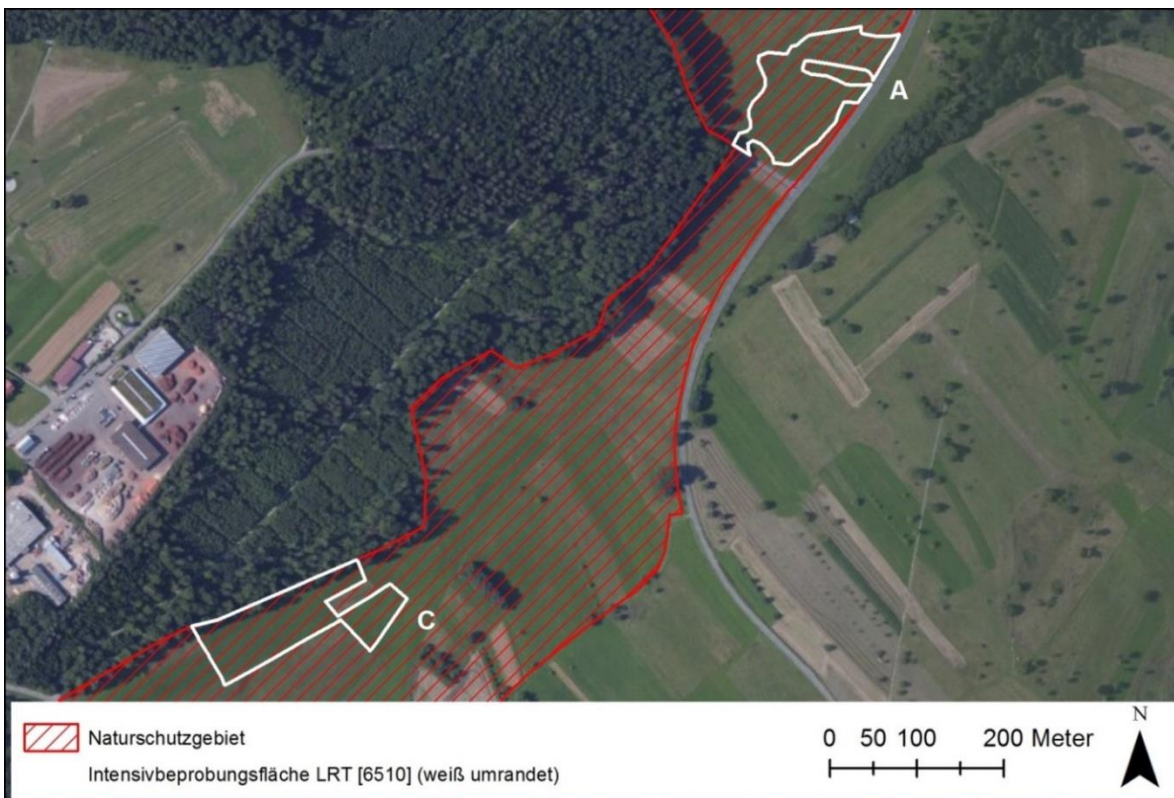 A
C
Naturschutzgebiet
Intensivbeprobungsfläche LRT [6510] (weiß umrandet)
0 50 100 200 Meter
N